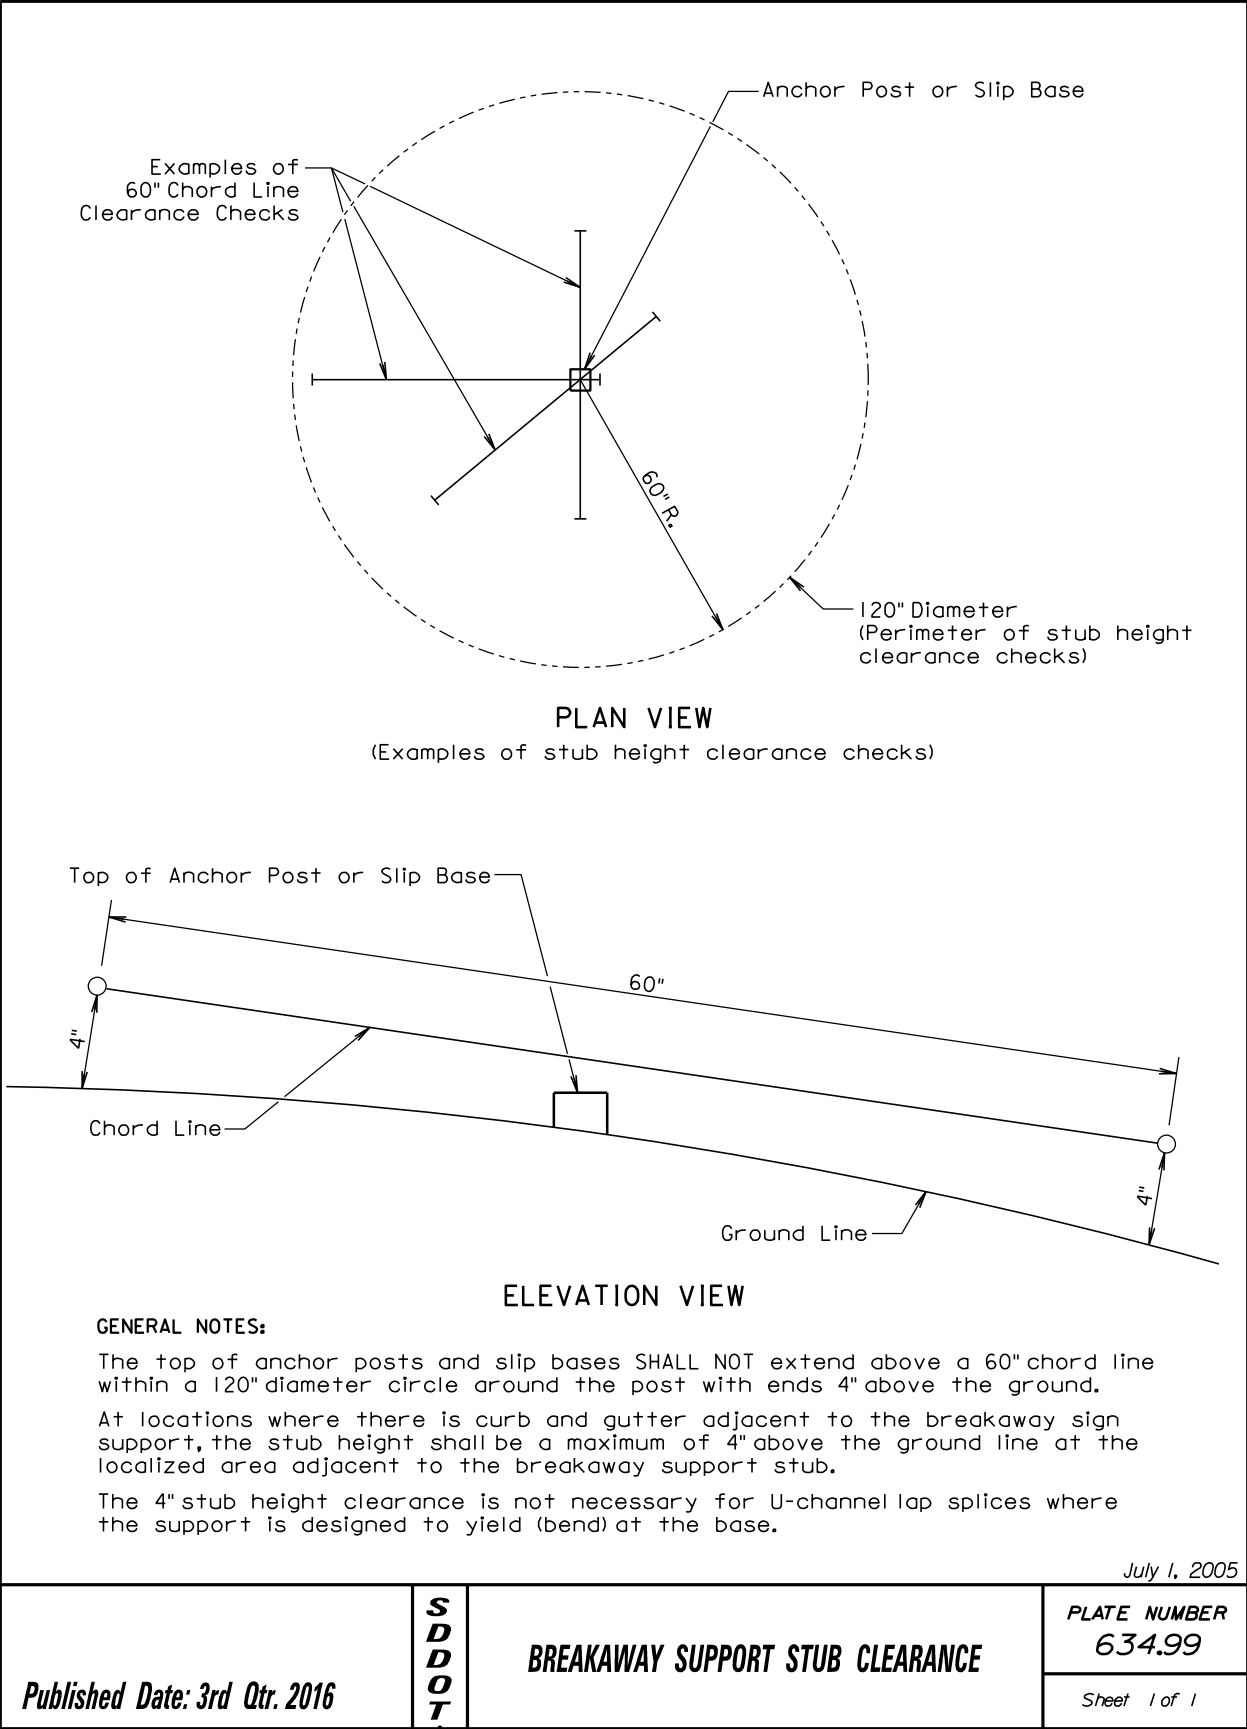 Anchor Post or Slip Base
Examples of
60" Chord Line
Clearance Checks
60" R.
120" Diameter
(Perimeter of stub height
clearance checks)
PLAN VIEW
(Examples of stub height clearance checks)
Top of Anchor Post or Slip Base
60"
4"
Chord Line
4"
Ground Line
ELEVATION VIEW
GENERAL NOTES:
The top of anchor posts and slip bases SHALL NOT extend above a 60" chord line
within a 120" diameter circle around the post with ends 4" above the ground.
At locations where there is curb and gutter adjacent to the breakaway sign
support, the stub height shall be a maximum of 4" above the ground line at the
localized area adjacent to the breakaway support stub.
The 4" stub height clearance is not necessary for U-channel lap splices where
the support is designed to yield (bend) at the base.
July 1, 2005
Published Date: 3rd Qtr. 2016
S
D
D
O
T
BREAKAWAY SUPPORT STUB CLEARANCE
PLATE NUMBER
634.99
Sheet 1 of 1